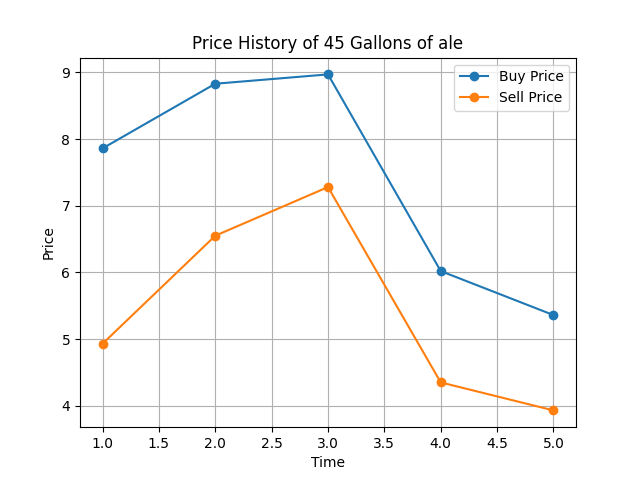 Price History of 45 Gallons of ale
Buy Price
Sell Price
Price
9
8
7
6
5
4
1.0 1.5 2.0 2.5 3.0 3.5 4.0 4.5 5.0
Time